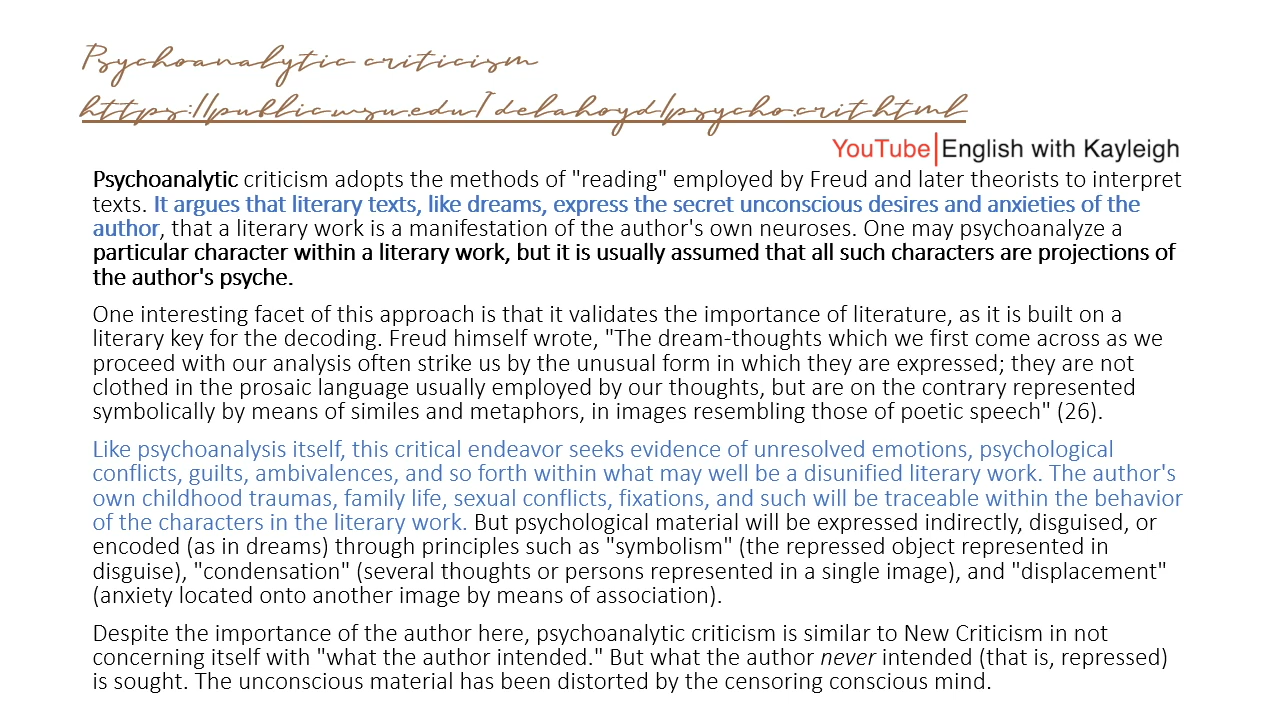 Psychoanalytic criticism
https://public.wsu.edu/~delahoyd/psycho.crit.html
YouTube|English with Kayleigh
Psychoanalytic criticism adopts the methods of "reading" employed by Freud and later theorists to interpret
texts. It argues that literary texts, like dreams, express the secret unconscious desires and anxieties of the
author, that a literary work is a manifestation of the author's own neuroses. One may psychoanalyze a
particular character within a literary work, but it is usually assumed that all such characters are projections of
the author's psyche.
One interesting facet of this approach is that it validates the importance of literature, as it is built on a
literary key for the decoding. Freud himself wrote, "The dream-thoughts which we first come across as we
proceed with our analysis often strike us by the unusual form in which they are expressed; they are not
clothed in the prosaic language usually employed by our thoughts, but are on the contrary represented
symbolically by means of similes and metaphors, in images resembling those of poetic speech" (26).
Like psychoanalysis itself, this critical endeavor seeks evidence of unresolved emotions, psychological
conflicts, guilts, ambivalences, and so forth within what may well be a disunified literary work. The author's
own childhood traumas, family life, sexual conflicts, fixations, and such will be traceable within the behavior
of the characters in the literary work. But psychological material will be expressed indirectly, disguised, or
encoded (as in dreams) through principles such as "symbolism" (the repressed object represented in
disguise), "condensation" (several thoughts or persons represented in a single image), and "displacement"
(anxiety located onto another image by means of association).
Despite the importance of the author here, psychoanalytic criticism is similar to New Criticism in not
concerning itself with "what the author intended." But what the author never intended (that is, repressed)
is sought. The unconscious material has been distorted by the censoring conscious mind.